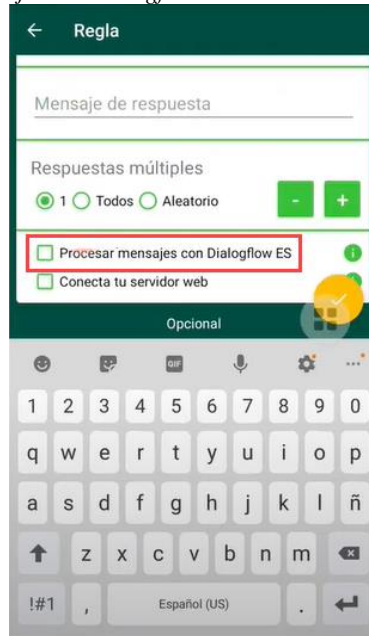 Regla
Mensaje de respuesta
Respuestas múltiples
1 Todos Aleatorio - +
Procesar mensajes con Dialogflow ES
Conecta tu servidor web
Opcional
GIF
1 2 3 4 5 6 7 8 9 0
q w e r t y u i o p
a s d f g h j k l ñ
z x c v b n m
!#1 , Español (US) .